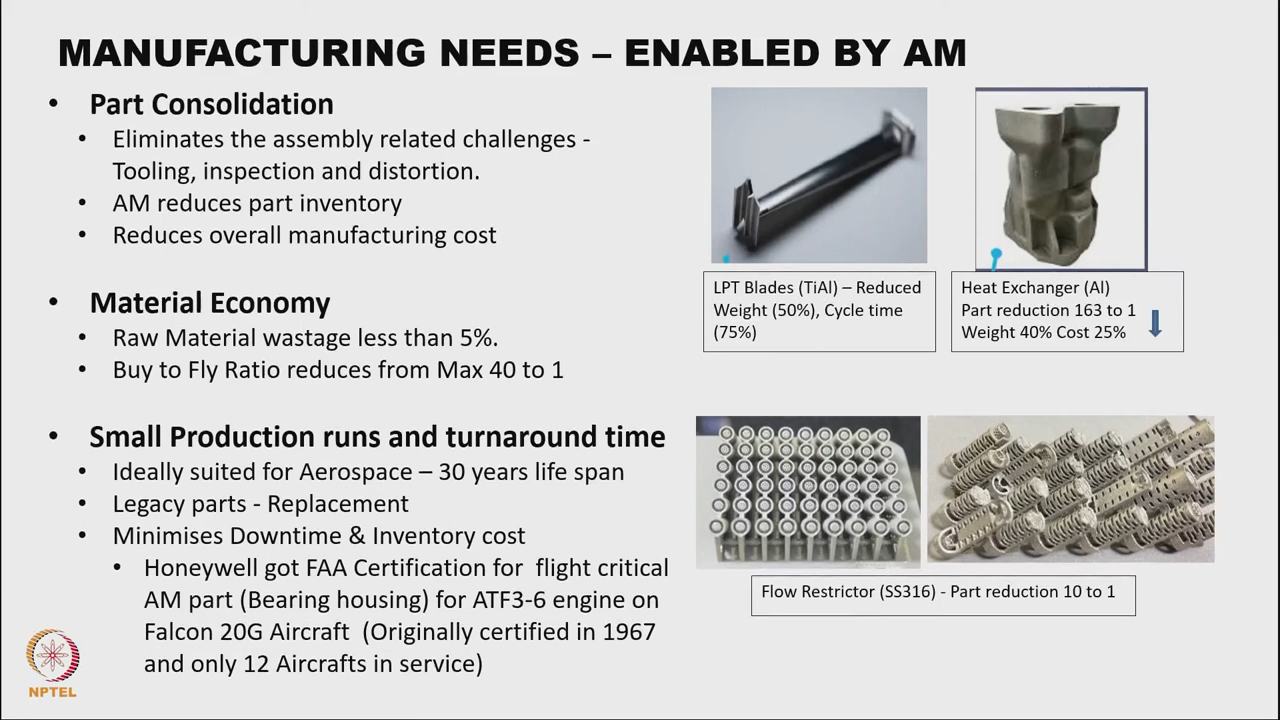 MANUFACTURING NEEDS – ENABLED BY AM
• Part Consolidation
• Eliminates the assembly related challenges -
Tooling, inspection and distortion.
• AM reduces part inventory
• Reduces overall manufacturing cost
• Material Economy
• Raw Material wastage less than 5%.
• Buy to Fly Ratio reduces from Max 40 to 1
• Small Production runs and turnaround time
• Ideally suited for Aerospace – 30 years life span
• Legacy parts - Replacement
• Minimises Downtime & Inventory cost
• Honeywell got FAA Certification for flight critical
AM part (Bearing housing) for ATF3-6 engine on
Falcon 20G Aircraft (Originally certified in 1967
and only 12 Aircrafts in service)
LPT Blades (TiAl) – Reduced
Weight (50%), Cycle time
(75%)
Heat Exchanger (Al)
Part reduction 163 to 1
Weight 40% Cost 25%
Flow Restrictor (SS316) - Part reduction 10 to 1
NPTEL